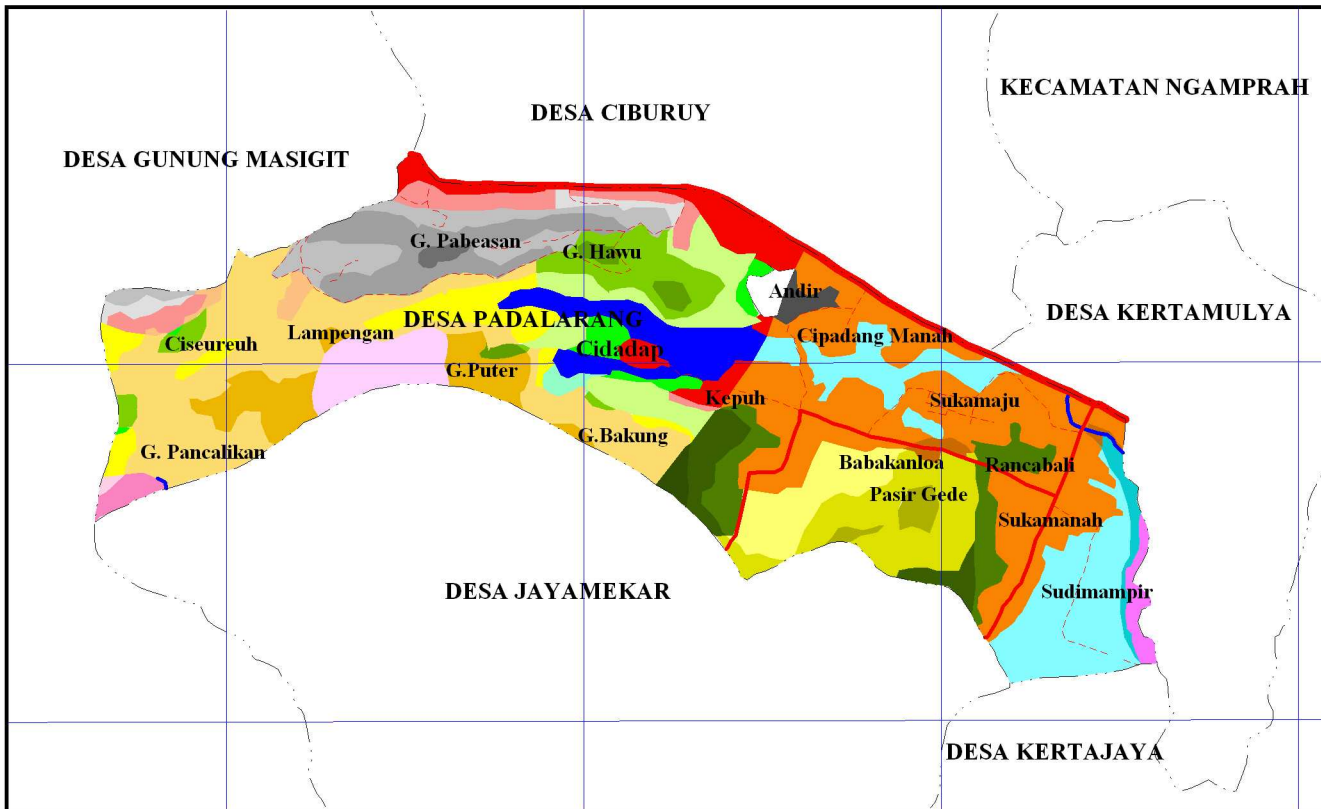 KECAMATAN NGAMPRAH
DESA CIBURUY
DESA GUNUNG MASIGIT
G. Pabeasan
G. Hawu
Andir
DESA KERTAMULYA
DESA PADALARANG
Lampengan
Cipadang Manah
Ciseureuh
Cidadap
G.Puter
Kepuh
Sukamaju
G.Bakung
G. Pancalikan
Babakanloa
Rancabali
Pasir Gede
Sukamanah
DESA JAYAMEKAR
Sudimampir
DESA KERTAJAYA